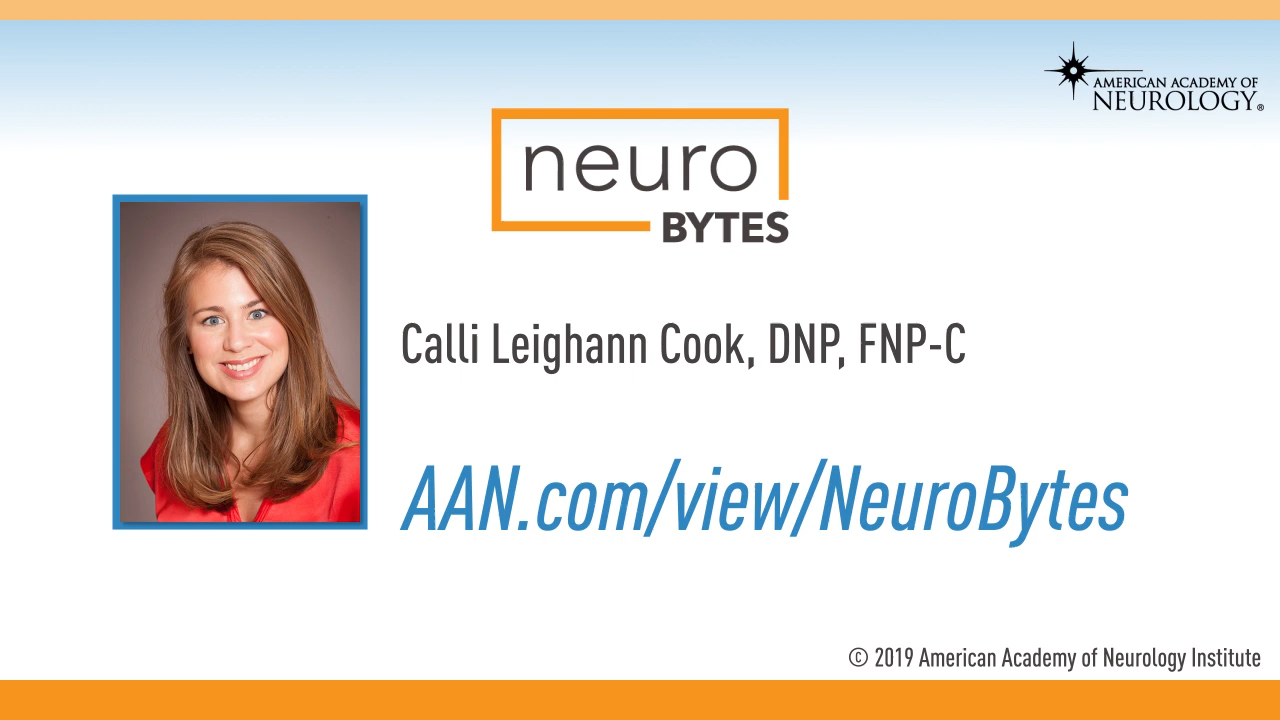 AMERICAN ACADEMY OF
NEUROLOGY®
neuro
BYTES
Calli Leighann Cook, DNP, FNP-C
AAN.com/view/NeuroBytes
© 2019 American Academy of Neurology Institute